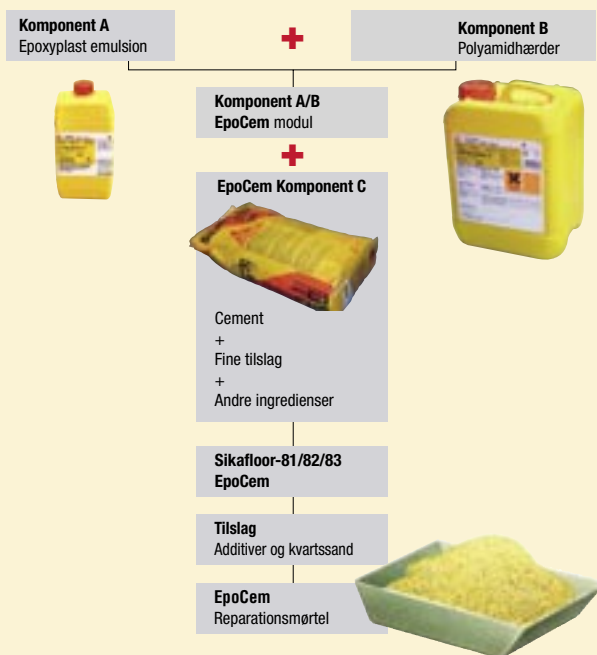 Komponent A
Epoxyplast emulsion
+
Komponent B
Polyamidhærder
Komponent A/B
EpoCem modul
+
EpoCem Komponent C
Cement
+
Fine tilslag
+
Andre ingredienser
Sikafloor-81/82/83
EpoCem
Tilslag
Additiver og kvartssand
EpoCem
Reparationsmørtel